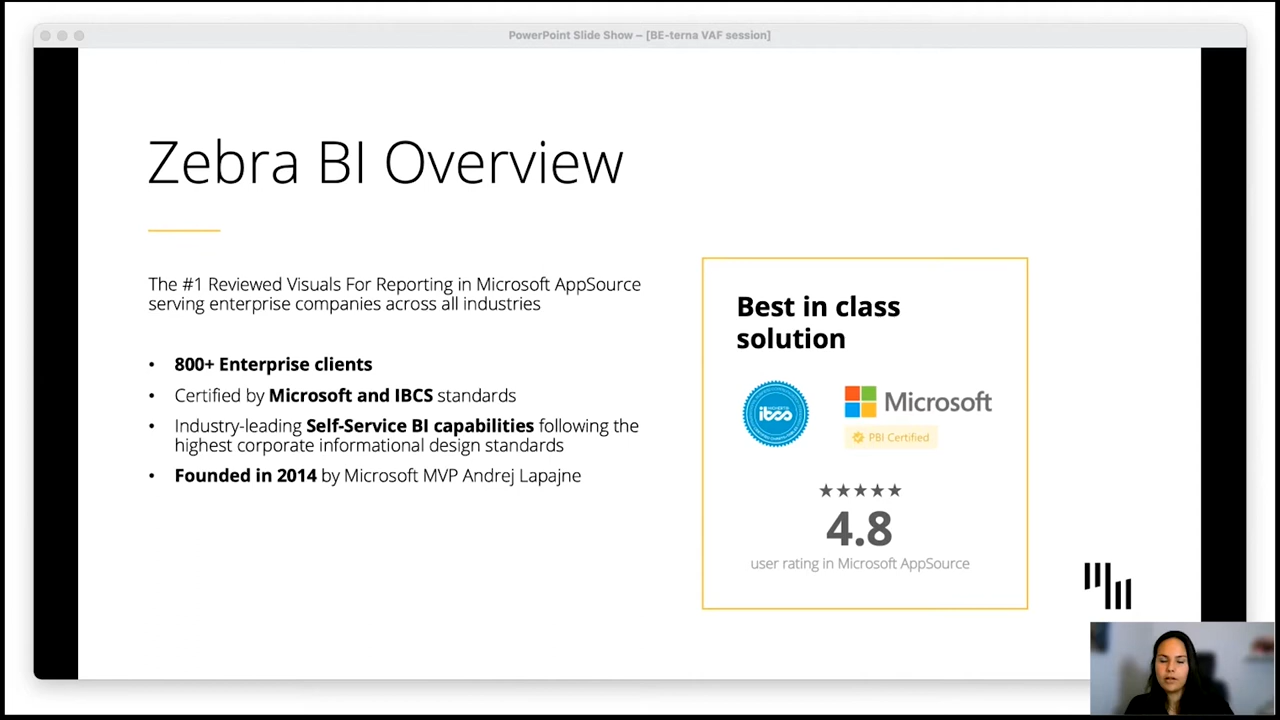 PowerPoint Slide Show – [BE-terna VAF session]
Zebra BI Overview
The #1 Reviewed Visuals For Reporting in Microsoft AppSource
serving enterprise companies across all industries
• 800+ Enterprise clients
• Certified by Microsoft and IBCS standards
• Industry-leading Self-Service BI capabilities following the
highest corporate informational design standards
• Founded in 2014 by Microsoft MVP Andrej Lapajne
Best in class
solution
ibcs
Microsoft
PBI Certified
★★★★★
4.8
user rating in Microsoft AppSource